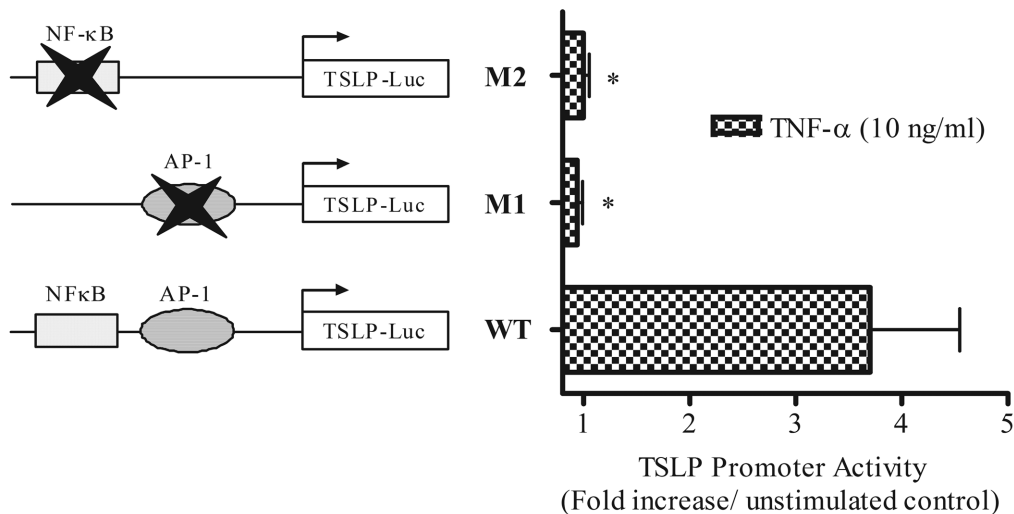 NF-κB
TSLP-Luc
M2
*
TNF-α (10 ng/ml)
AP-1
TSLP-Luc
M1
*
NFκB
AP-1
TSLP-Luc
WT
1 2 3 4 5
TSLP Promoter Activity
(Fold increase/ unstimulated control)